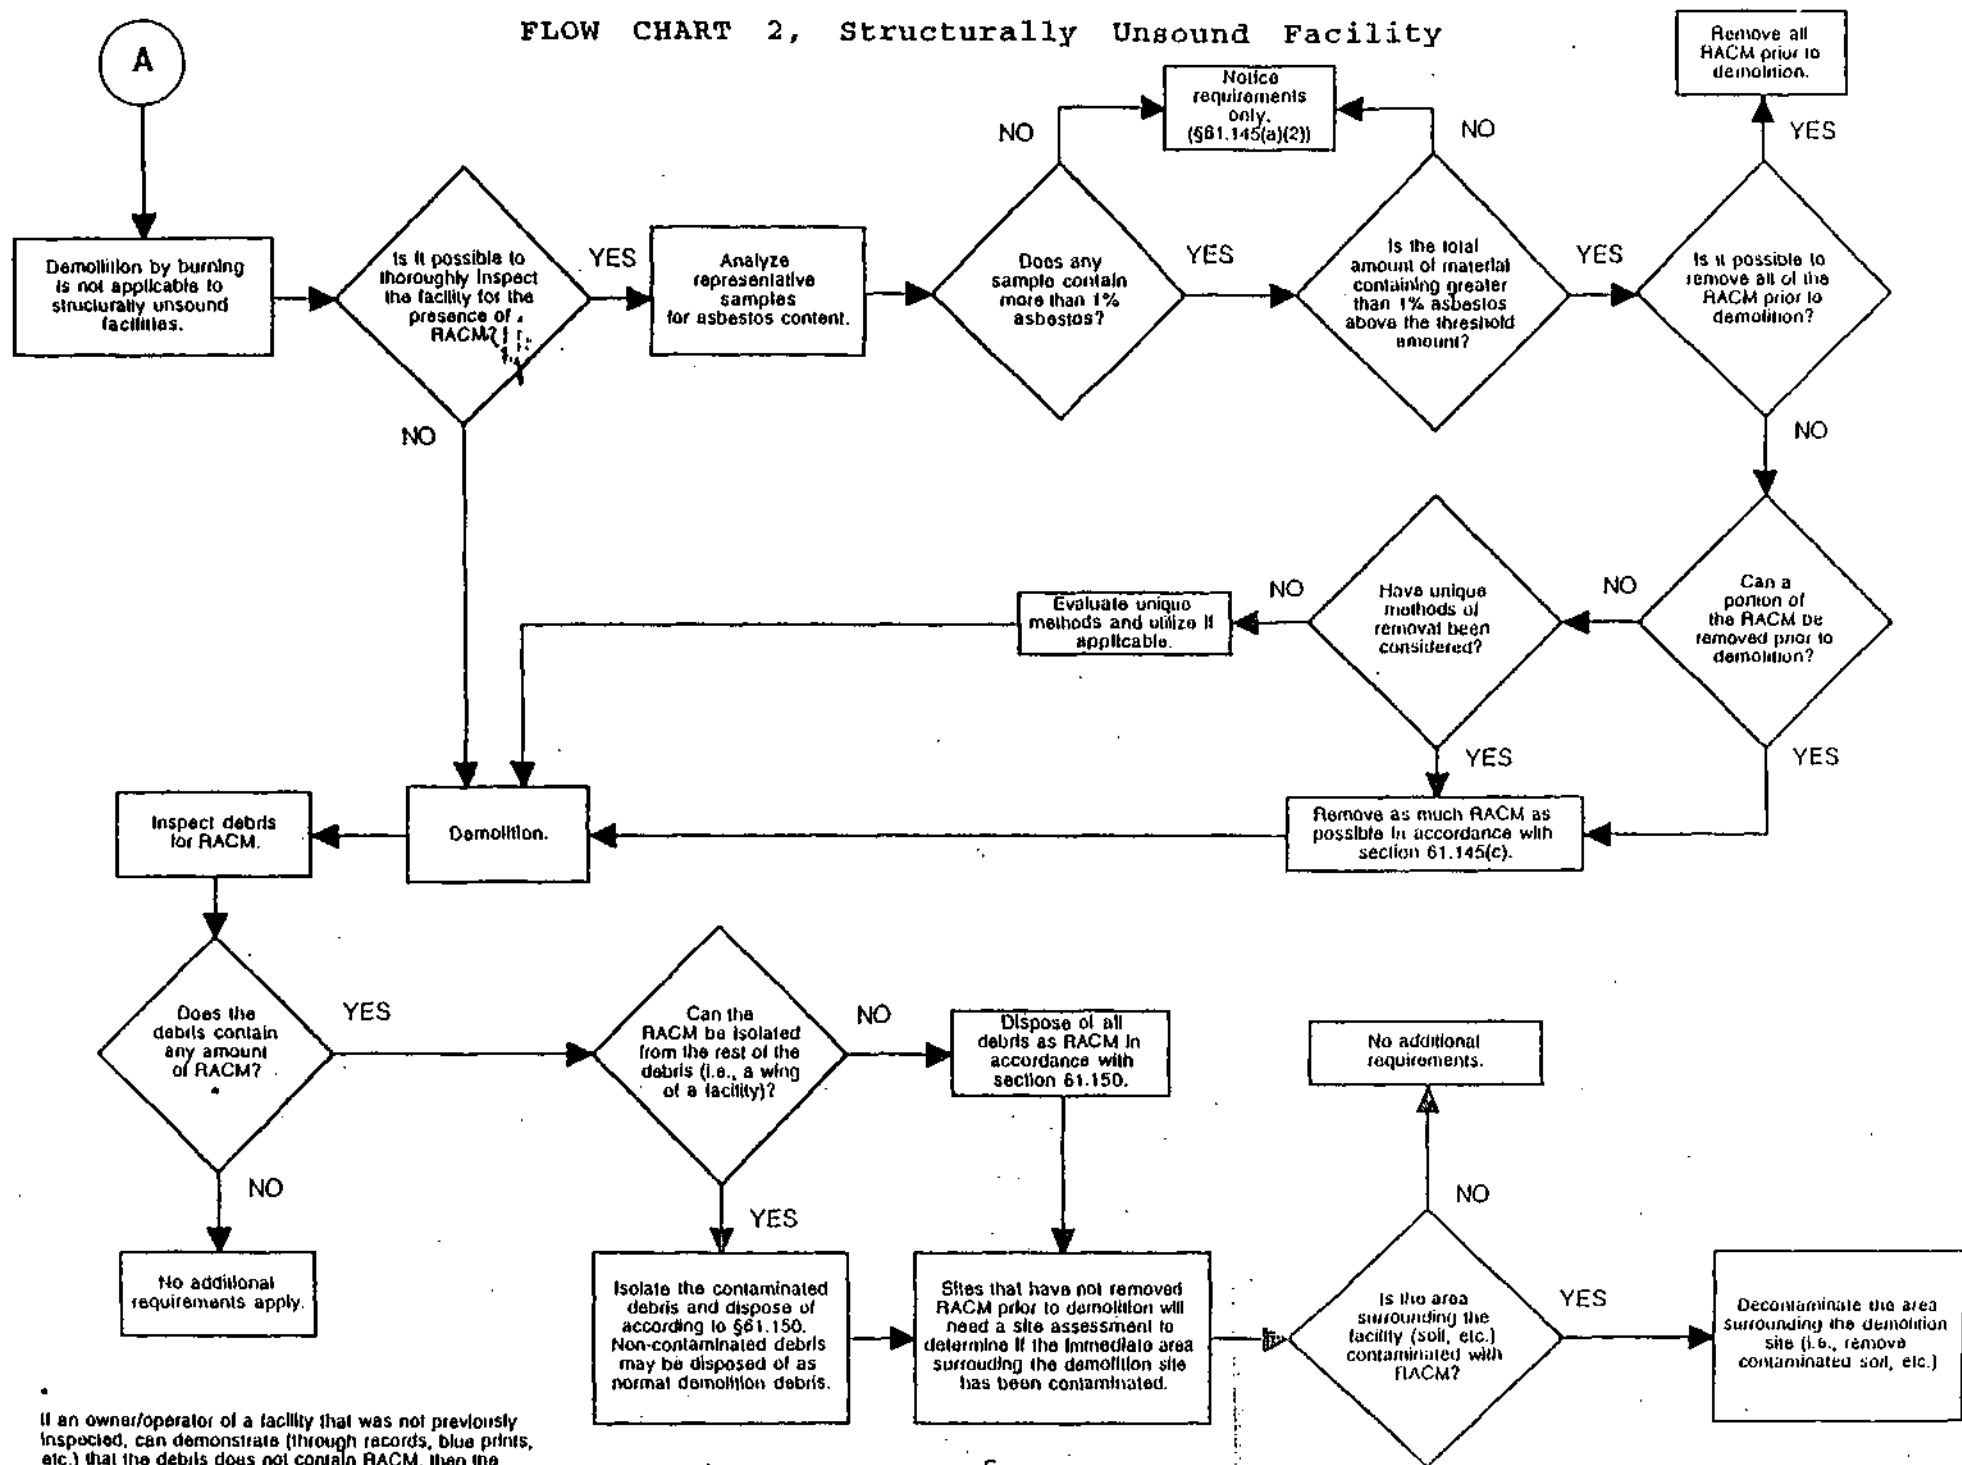 FLOW CHART 2, Structurally Unsound Facility
A
Remove all
RACM prior to
demolition.
Notice
requirements
only.
(§61.145(a)(2))
NO
NO
YES
Demolition by burning
is not applicable to
structurally unsound
facilities.
Is it possible to
thoroughly inspect
the facility for the
presence of
RACM?
YES
NO
Analyze
representative
samples
for asbestos content.
Does any
sample contain
more than 1%
asbestos?
YES
Is the total
amount of material
containing greater
than 1% asbestos
above the threshold
amount?
YES
Is it possible to
remove all of the
RACM prior to
demolition?
NO
Can a
portion of
the RACM be
removed prior to
demolition?
NO
YES
Have unique
methods of
removal been
considered?
NO
YES
Evaluate unique
methods and utilize if
applicable.
Remove as much RACM as
possible in accordance with
section 61.145(c).
Demolition.
Inspect debris
for RACM.
Does the
debris contain
any amount
of RACM?
*
YES
NO
No additional
requirements apply.
Can the
RACM be isolated
from the rest of the
debris (i.e., a wing
of a facility)?
NO
YES
Dispose of all
debris as RACM in
accordance with
section 61.150.
Isolate the contaminated
debris and dispose of
according to §61.150.
Non-contaminated debris
may be disposed of as
normal demolition debris.
Sites that have not removed
RACM prior to demolition will
need a site assessment to
determine if the immediate area
surrouding the demolition site
has been contaminated.
Is the area
surrounding the
facility (soil, etc.)
contaminated with
RACM?
NO
No additional
requirements.
YES
Decontaminate the area
surrounding the demolition
site (i.e., remove
contaminated soil, etc.)
*
If an owner/operator of a facility that was not previously
inspected, can demonstrate (through records, blue prints,
etc.) that the debris does not contain RACM, then the